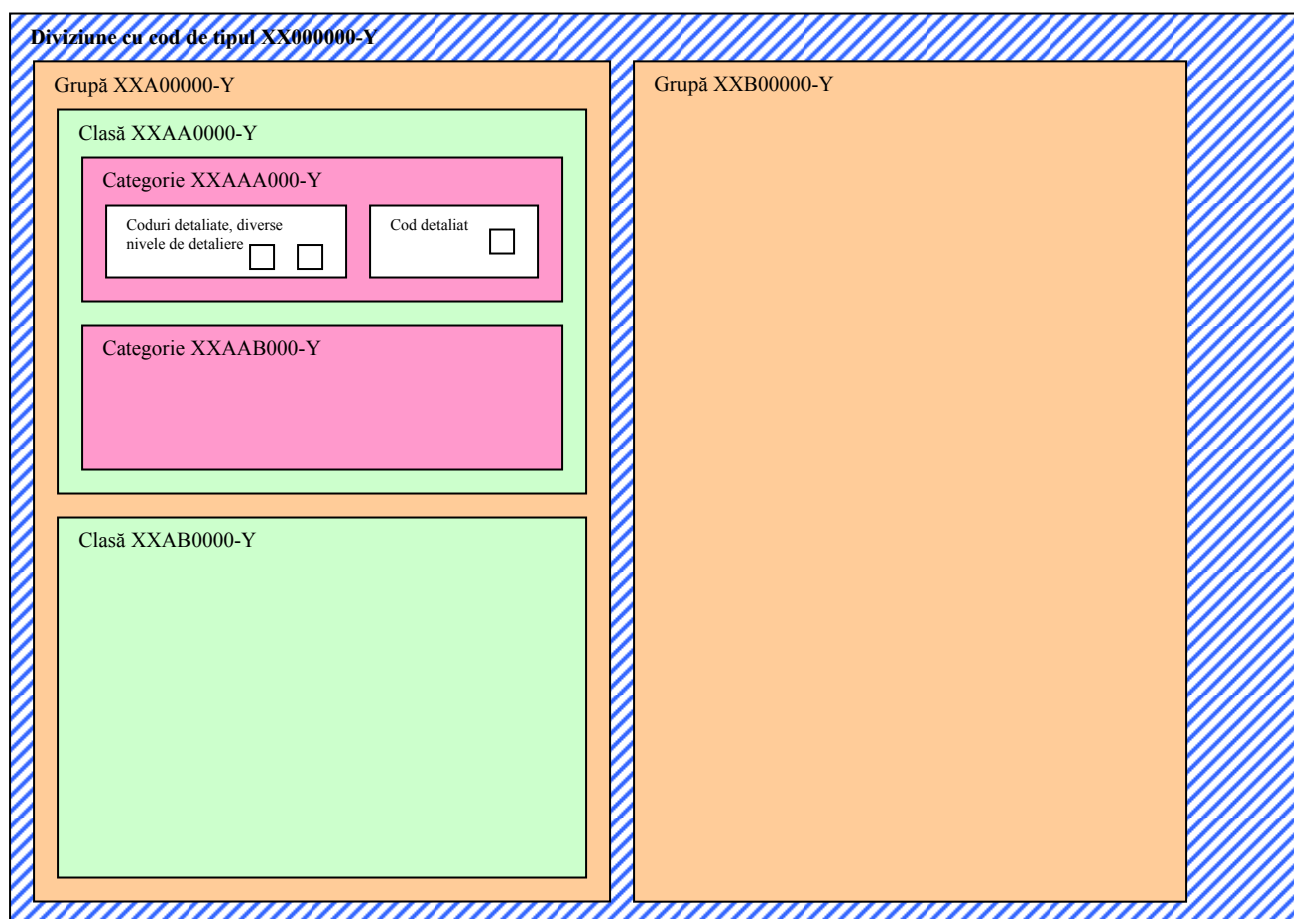 Diviziune cu cod de tipul XX000000-Y
Grupă XXA00000-Y
Clasă XXAA0000-Y
Categorie XXAAA000-Y
Coduri detaliate, diverse
nivele de detaliere
Cod detaliat
Categorie XXAAB000-Y
Clasă XXAB0000-Y
Grupă XXB00000-Y